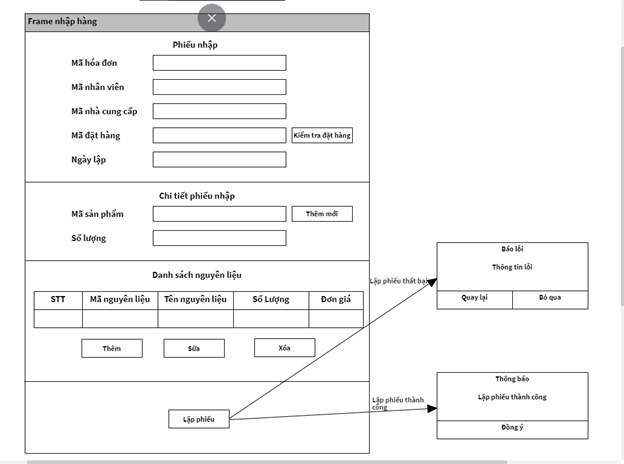 Frame nhập hàng
Phiếu nhập
Mã hóa đơn
Mã nhân viên
Mã nhà cung cấp
Mã đặt hàng
Kiểm tra đặt hàng
Ngày lập
Chi tiết phiếu nhập
Mã sản phẩm
Thêm mới
Số lượng
Danh sách nguyên liệu
STT Mã nguyên liệu Tên nguyên liệu Số Lượng Đơn giá
Thêm Sửa Xóa
Lập phiếu
Lập phiếu thất bại
Báo lỗi
Thông tin lỗi
Quay lại Bỏ qua
Lập phiếu thành
công
Thông báo
Lập phiếu thành công
Đồng ý